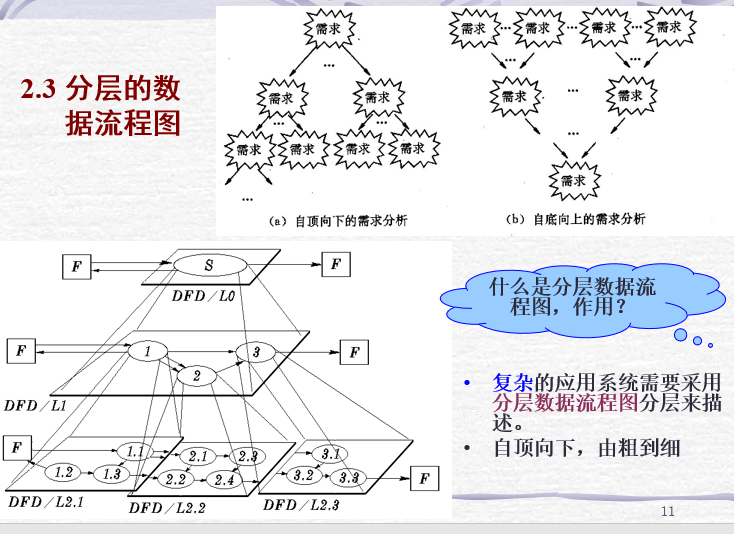 2.3 分层的数
据流程图
需求
...
需求 需求
... ...
需求 需求 需求 需求
...
(a) 自顶向下的需求分析
需求 ... 需求 ... 需求 ... 需求
... ...
需求 ... 需求
...
需求
(b) 自底向上的需求分析
F S F
DFD/L0
F 1 3 F
2
DFD/L1
F 1.1 2.1 2.3 3.1
1.2 1.3 2.2 2.4 3.2 3.3 F
DFD/L2.1 DFD/L2.2 DFD/L2.3
什么是分层数据流
程图，作用？
• 复杂的应用系统需要采用
分层数据流程图分层来描
述。
• 自顶向下，由粗到细
11